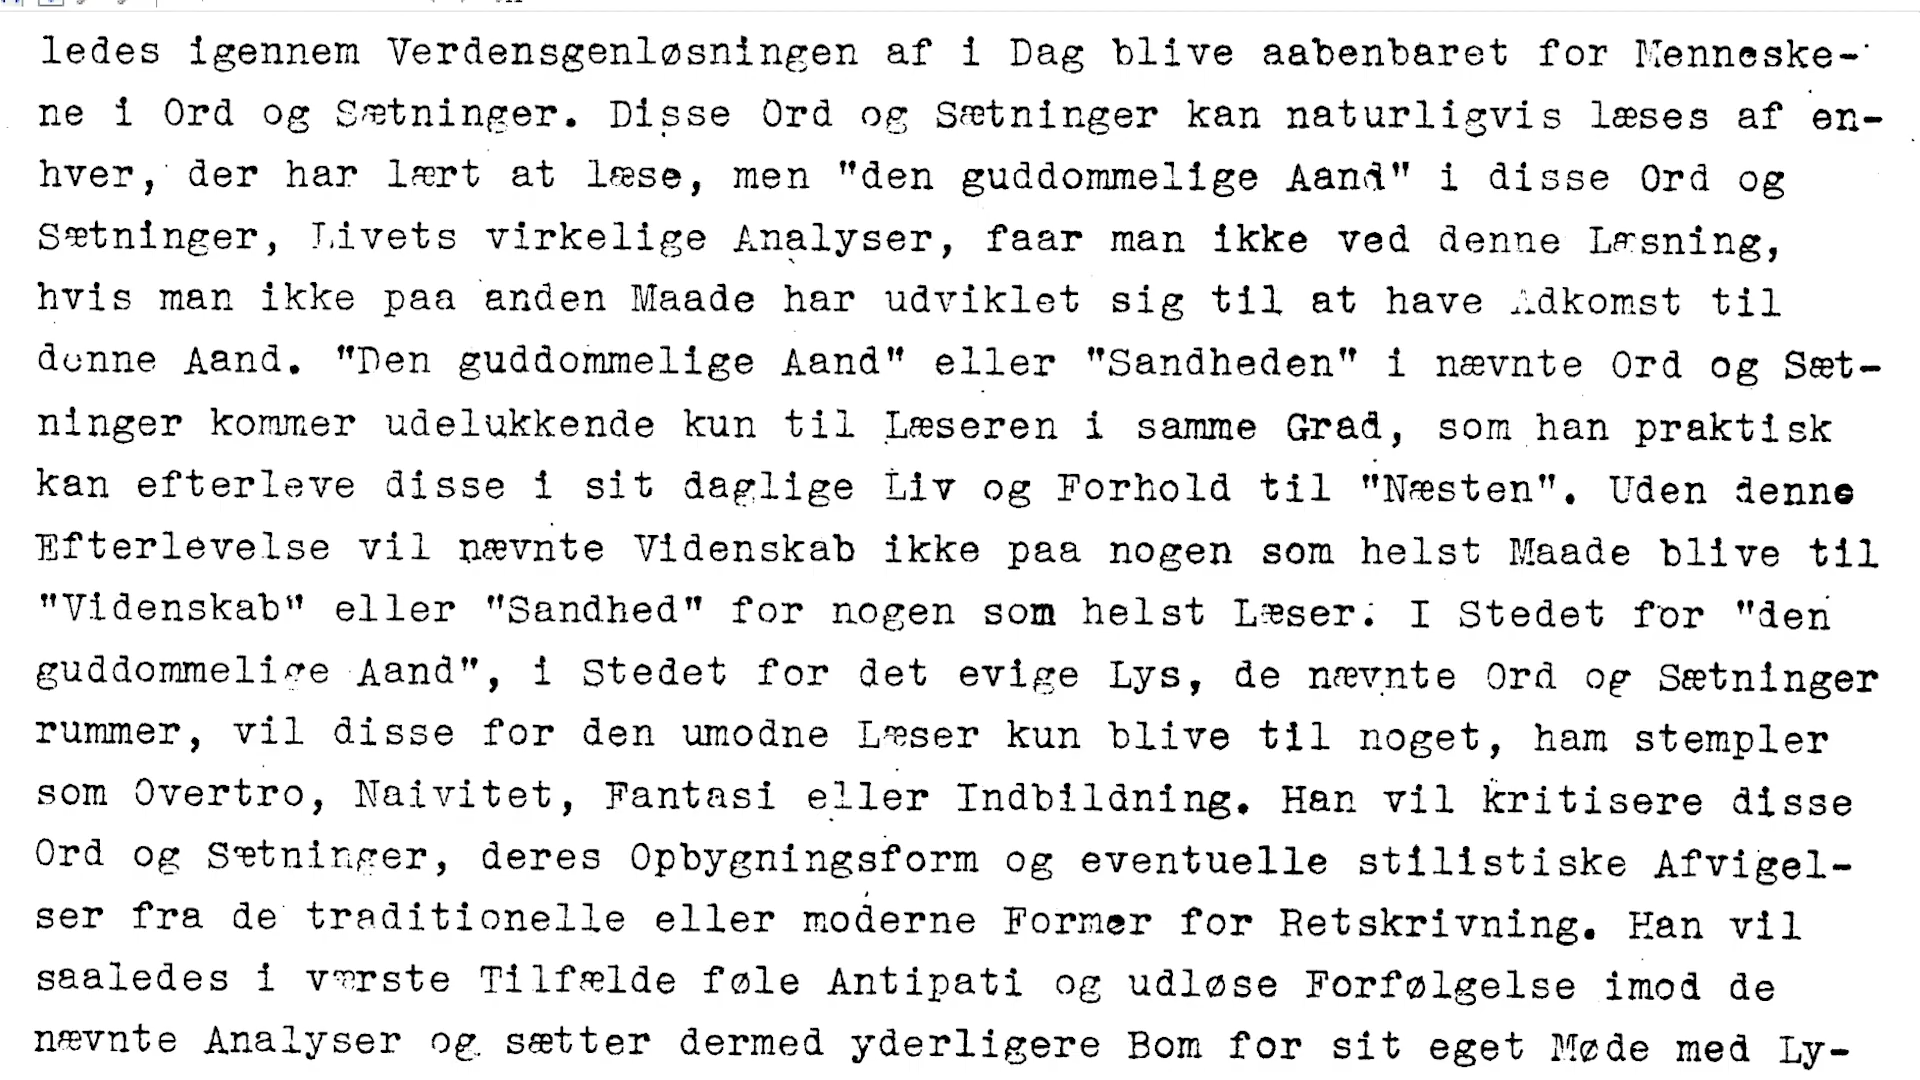 ledes igennem Verdensgenløsningen af i Dag blive aabenbaret for Menneske-
ne i Ord og Sætninger. Disse Ord og Sætninger kan naturligvis læses af en-
hver, der har lært at læse, men "den guddommelige Aand" i disse Ord og
Sætninger, Livets virkelige Analyser, faar man ikke ved denne Læsning,
hvis man ikke paa anden Maade har udviklet sig til at have Adkomst til
denne Aand. "Den guddommelige Aand" eller "Sandheden" i nævnte Ord og Sæt-
ninger kommer udelukkende kun til Læseren i samme Grad, som han praktisk
kan efterleve disse i sit daglige Liv og Forhold til "Næsten". Uden denne
Efterlevelse vil nævnte Videnskab ikke paa nogen som helst Maade blive til
"Videnskab" eller "Sandhed" for nogen som helst Læser. I Stedet for "den
guddommelige Aand", i Stedet for det evige Lys, de nævnte Ord og Sætninger
rummer, vil disse for den umodne Læser kun blive til noget, ham stempler
som Overtro, Naivitet, Fantasi eller Indbildning. Han vil kritisere disse
Ord og Sætninger, deres Opbygningsform og eventuelle stilistiske Afvigel-
ser fra de traditionelle eller moderne Former for Retskrivning. Han vil
saaledes i værste Tilfælde føle Antipati og udløse Forfølgelse imod de
nævnte Analyser og sætter dermed yderligere Bom for sit eget Møde med Ly-